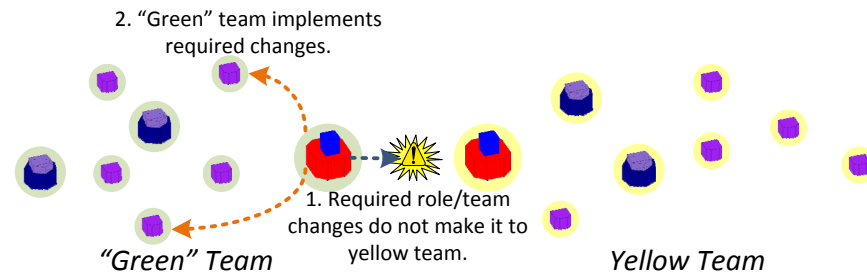 2. “Green” team implements
required changes.
1. Required role/team
changes do not make it to
yellow team.
“Green” Team
Yellow Team